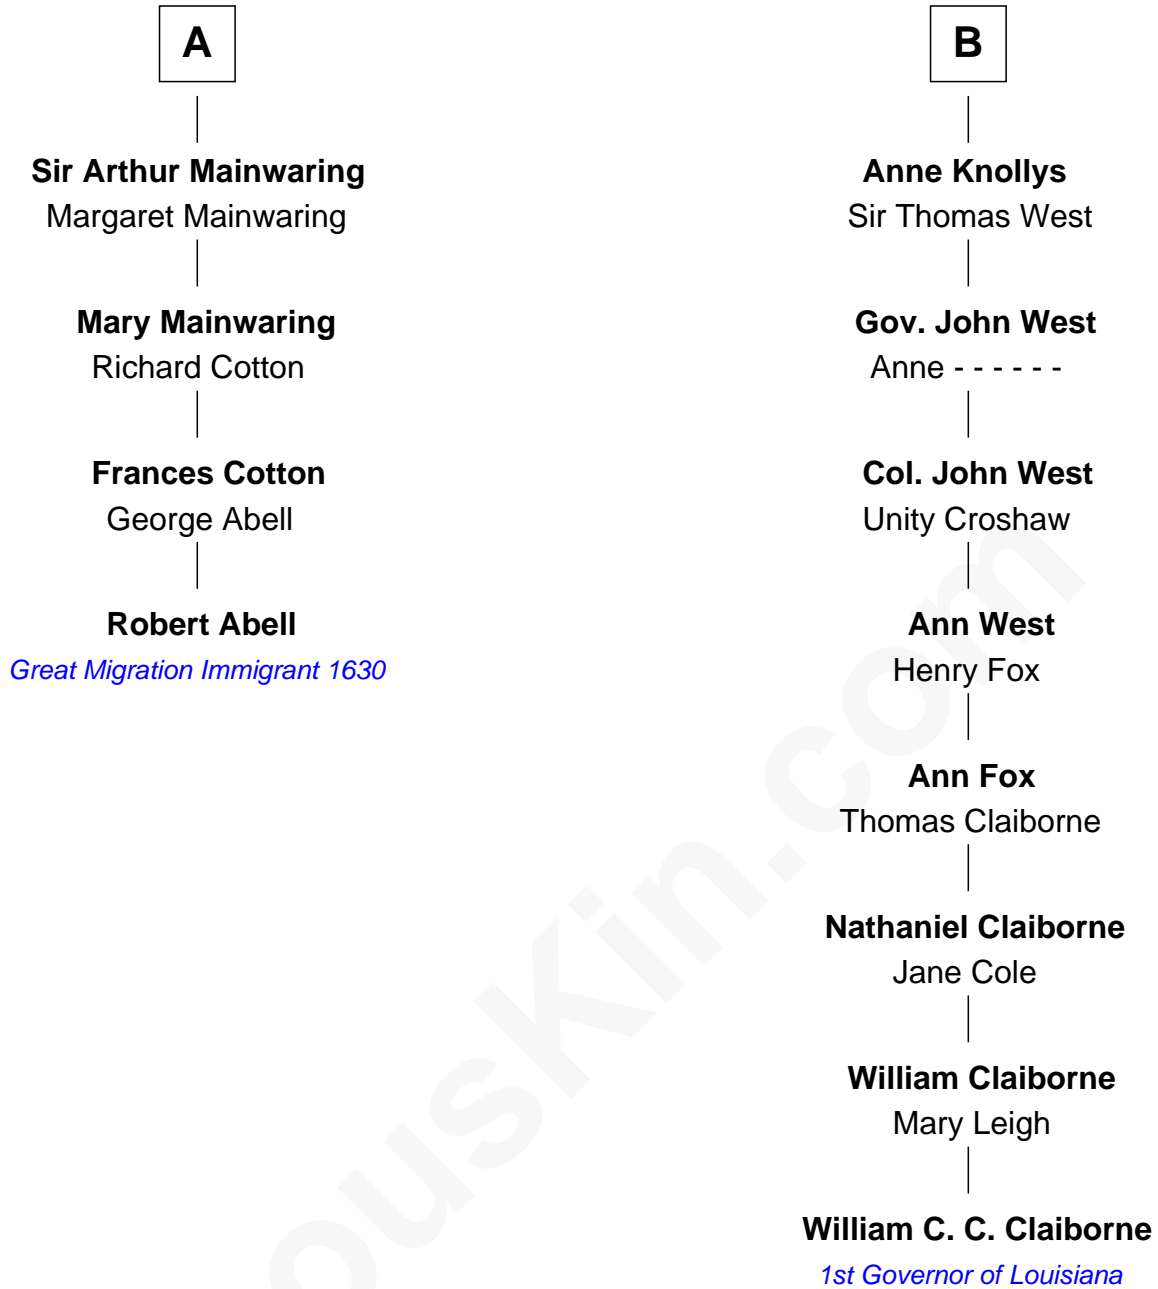 A
Sir Arthur Mainwaring
Margaret Mainwaring
Mary Mainwaring
Richard Cotton
Frances Cotton
George Abell
Robert Abell
Great Migration Immigrant 1630
B
Anne Knollys
Sir Thomas West
Gov. John West
Anne - - - - - -
Col. John West
Unity Croshaw
Ann West
Henry Fox
Ann Fox
Thomas Claiborne
Nathaniel Claiborne
Jane Cole
William Claiborne
Mary Leigh
William C. C. Claiborne
1st Governor of Louisiana
ousKin.com